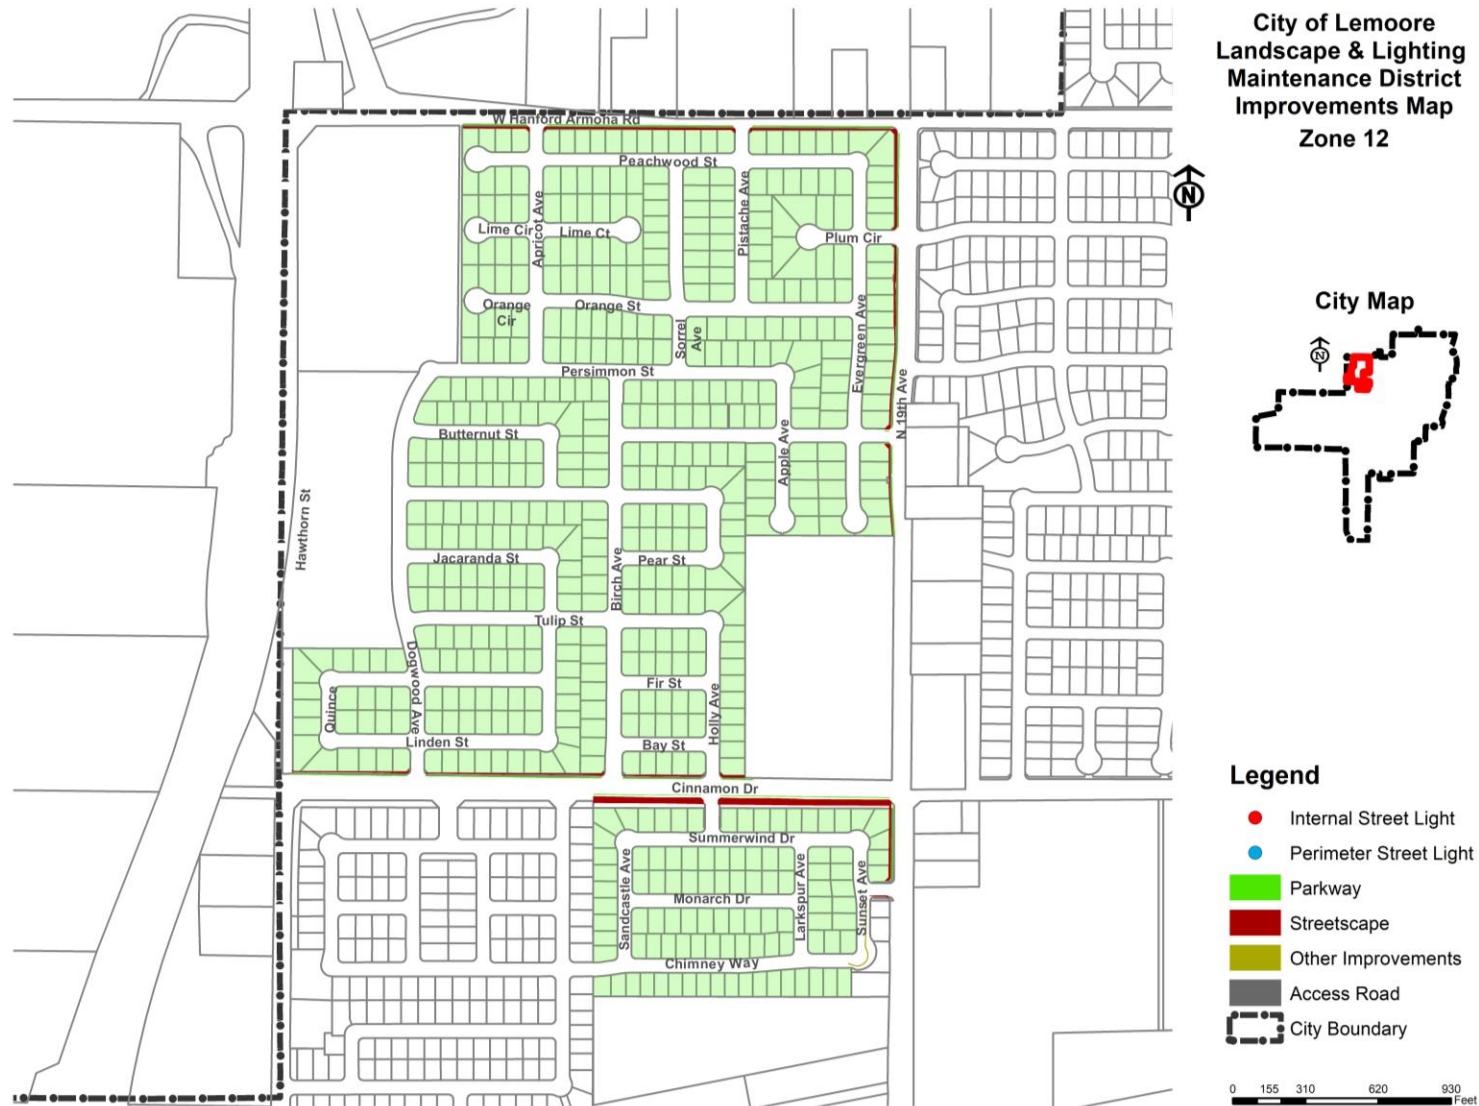 City of Lemoore
Landscape & Lighting
Maintenance District
Improvements Map
Zone 12
N
W Hanford Armona Rd
Peachwood St
Apricot Ave
Pistache Ave
Lime Cir
Lime Ct
Plum Cir
Orange
Cir
Orange St
Sorrel
Ave
Evergreen Ave
Persimmon St
N 19th Ave
Butternut St
Apple Ave
Hawthorn St
Jacaranda St
Birch Ave
Pear St
Tulip St
Dogwood Ave
Quince
Fir St
Holly Ave
Linden St
Bay St
Cinnamon Dr
Summerwind Dr
Sandcastle Ave
Larkspur Ave
Sunset Ave
Monarch Dr
Chimney Way
City Map
N
Legend
Internal Street Light
Perimeter Street Light
Parkway
Streetscape
Other Improvements
Access Road
City Boundary
0 155 310 620 930
Feet